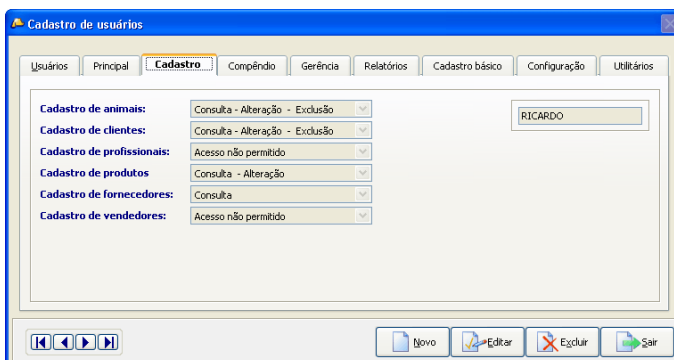 Cadastro de usuários
Usuários Principal Cadastro Compêndio Gerência Relatórios Cadastro básico Configuração Utilitários
Cadastro de animais: Consulta - Alteração - Exclusão RICARDO
Cadastro de clientes: Consulta - Alteração - Exclusão
Cadastro de profissionais: Acesso não permitido
Cadastro de produtos Consulta - Alteração
Cadastro de fornecedores: Consulta
Cadastro de vendedores: Acesso não permitido
Novo Editar Excluir Sair